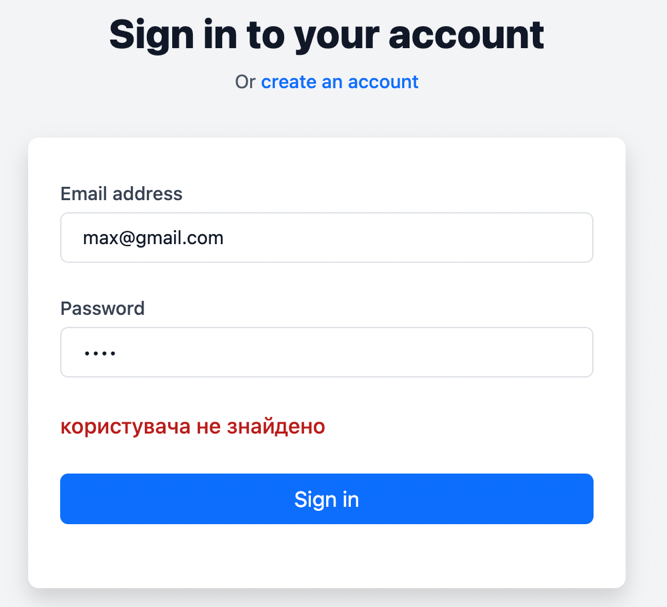 Sign in to your account
Or create an account
Email address
max@gmail.com
Password
••••
користувача не знайдено
Sign in